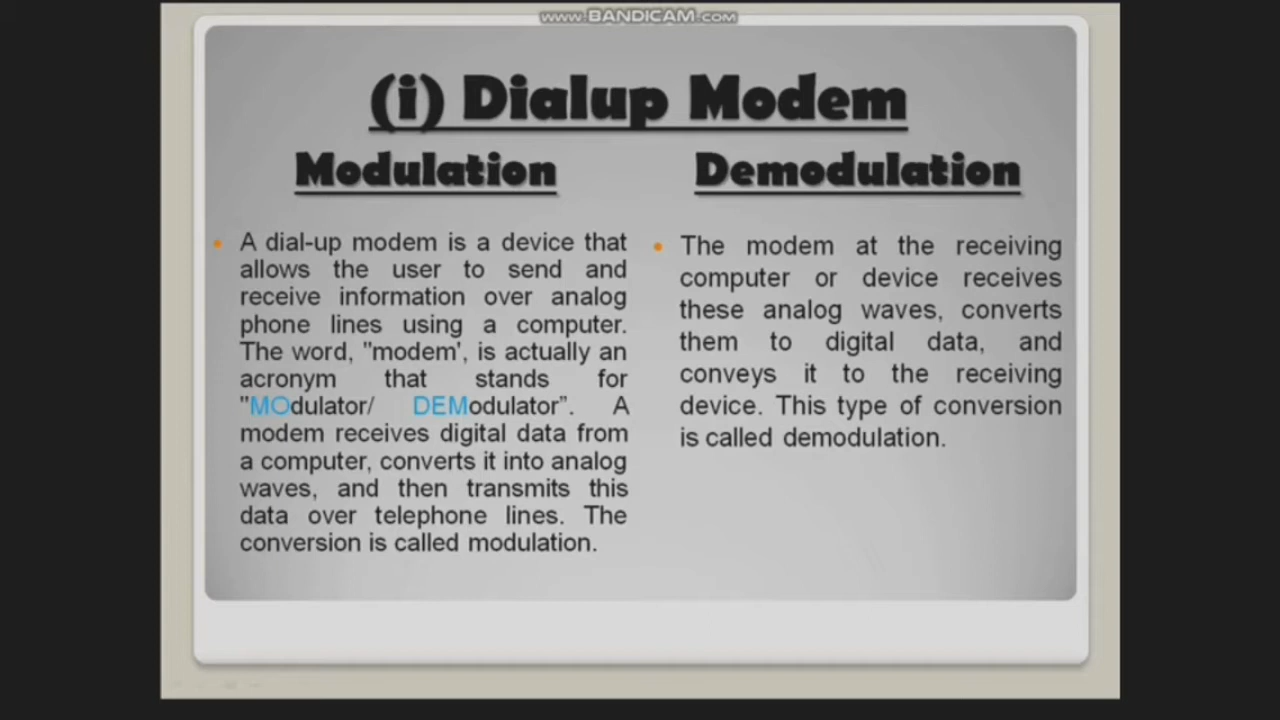 www.BANDICAM.com
(i) Dialup Modem
Modulation
Demodulation
• A dial-up modem is a device that
allows the user to send and
receive information over analog
phone lines using a computer.
The word, "modem', is actually an
acronym that stands for
"MOdulator/ DEModulator”. A
modem receives digital data from
a computer, converts it into analog
waves, and then transmits this
data over telephone lines. The
conversion is called modulation.
• The modem at the receiving
computer or device receives
these analog waves, converts
them to digital data, and
conveys it to the receiving
device. This type of conversion
is called demodulation.